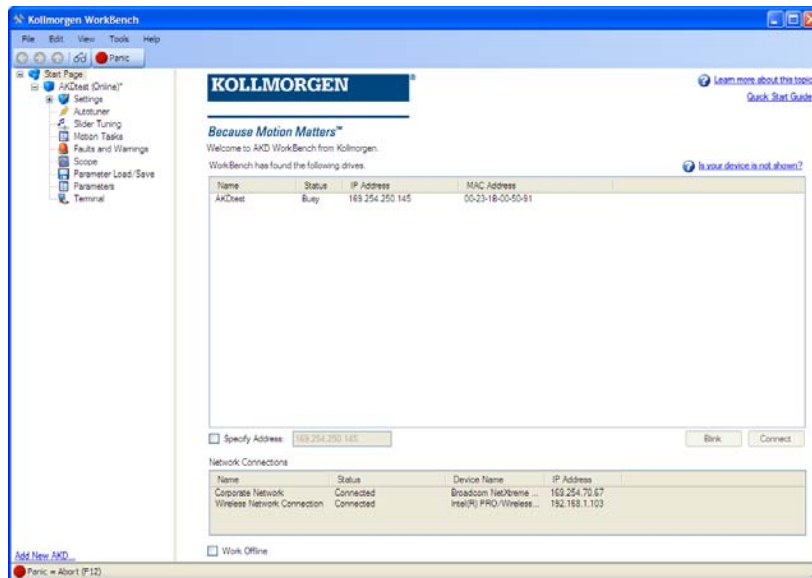 Kollmorgen WorkBench
File Edit View Tools Help
Panic
Start Page
AKDtest (Online)*
Settings
Autotuner
Slider Tuning
Motion Tasks
Faults and Warnings
Scope
Parameter Load/Save
Parameters
Terminal
KOLLMORGEN®
Because Motion Matters™
Learn more about this topic
Quick Start Guide
Welcome to AKD WorkBench from Kollmorgen.
WorkBench has found the following drives.
Is your device is not shown?
Name Status IP Address MAC Address
AKDtest Busy 169.254.250.145 00-23-1B-00-50-91
Specify Address: 169.254.250.145
Blink Connect
Network Connections
Name Status Device Name IP Address
Corporate Network Connected Broadcom NetXtreme ... 169.254.70.67
Wireless Network Connection Connected Intel(R) PRO/Wireless... 192.168.1.103
Work Offline
Add New AKD...
Panic = Abort (F12)